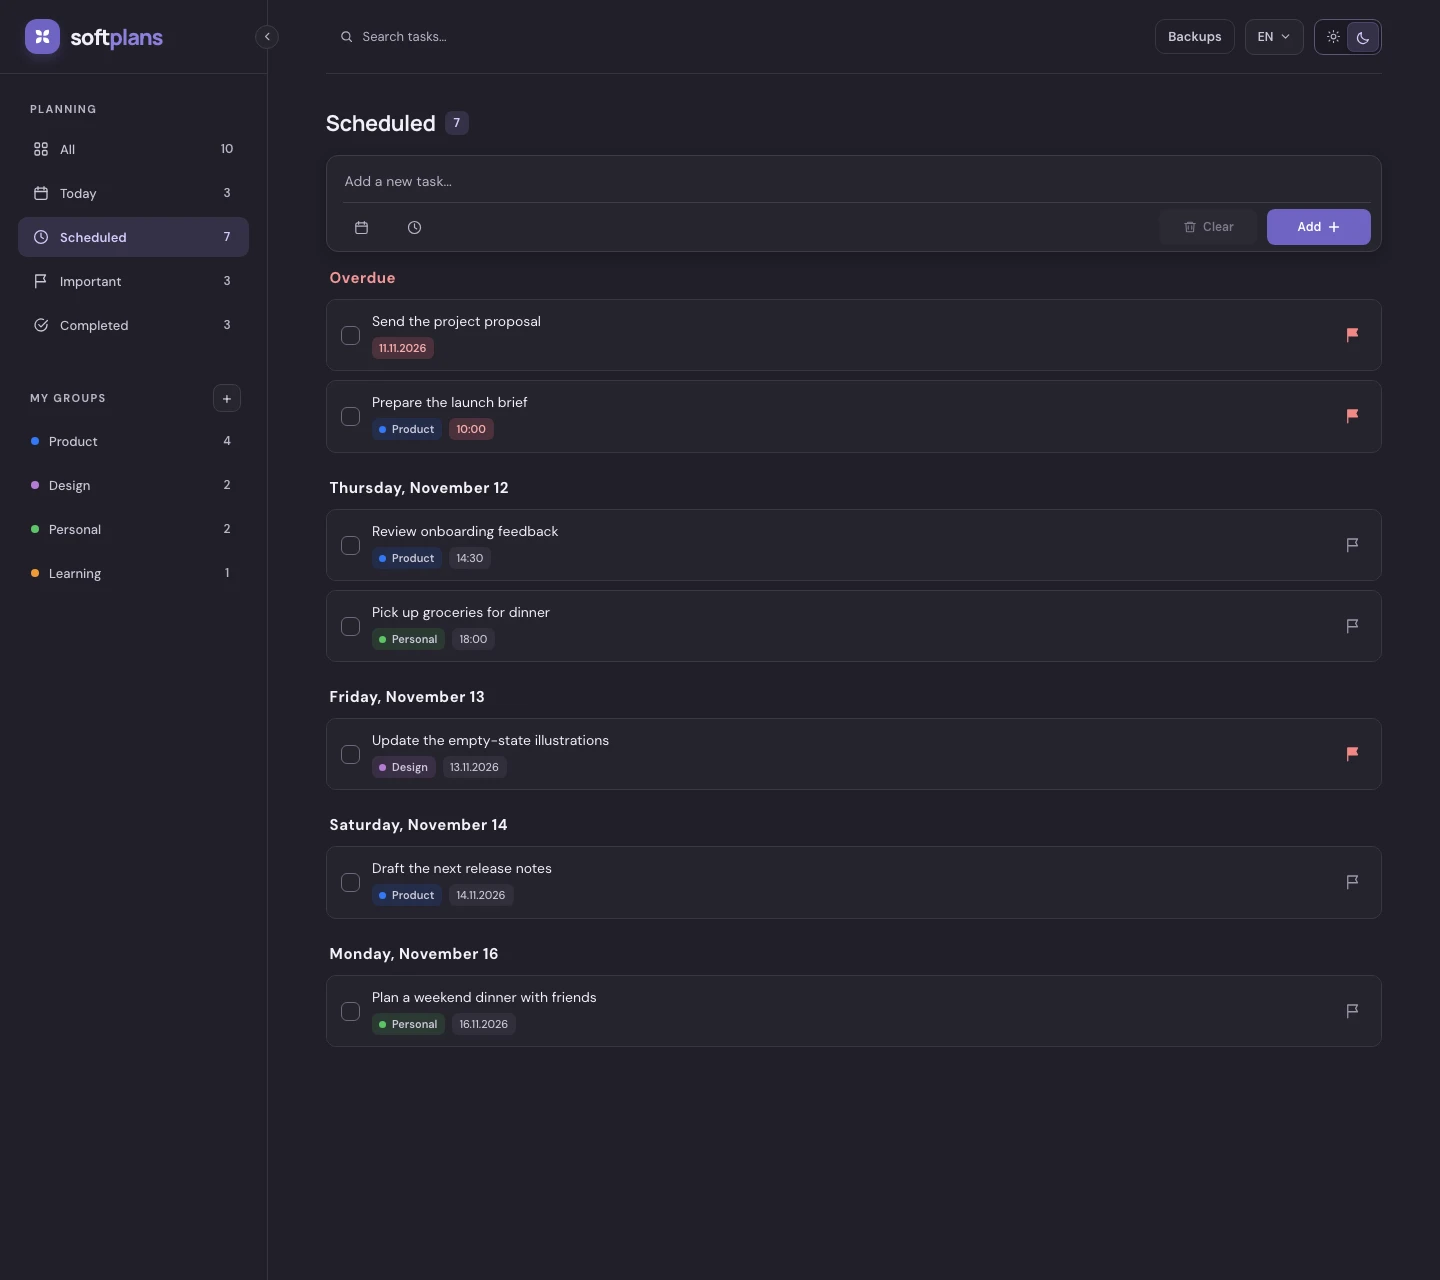 softplans
Search tasks...
Backups
EN
PLANNING
All 10
Today 3
Scheduled 7
Important 3
Completed 3
MY GROUPS
Product 4
Design 2
Personal 2
Learning 1
Scheduled 7
Add a new task...
Clear
Add
Overdue
Send the project proposal
11.11.2026
Prepare the launch brief
Product 10:00
Thursday, November 12
Review onboarding feedback
Product 14:30
Pick up groceries for dinner
Personal 18:00
Friday, November 13
Update the empty-state illustrations
Design 13.11.2026
Saturday, November 14
Draft the next release notes
Product 14.11.2026
Monday, November 16
Plan a weekend dinner with friends
Personal 16.11.2026